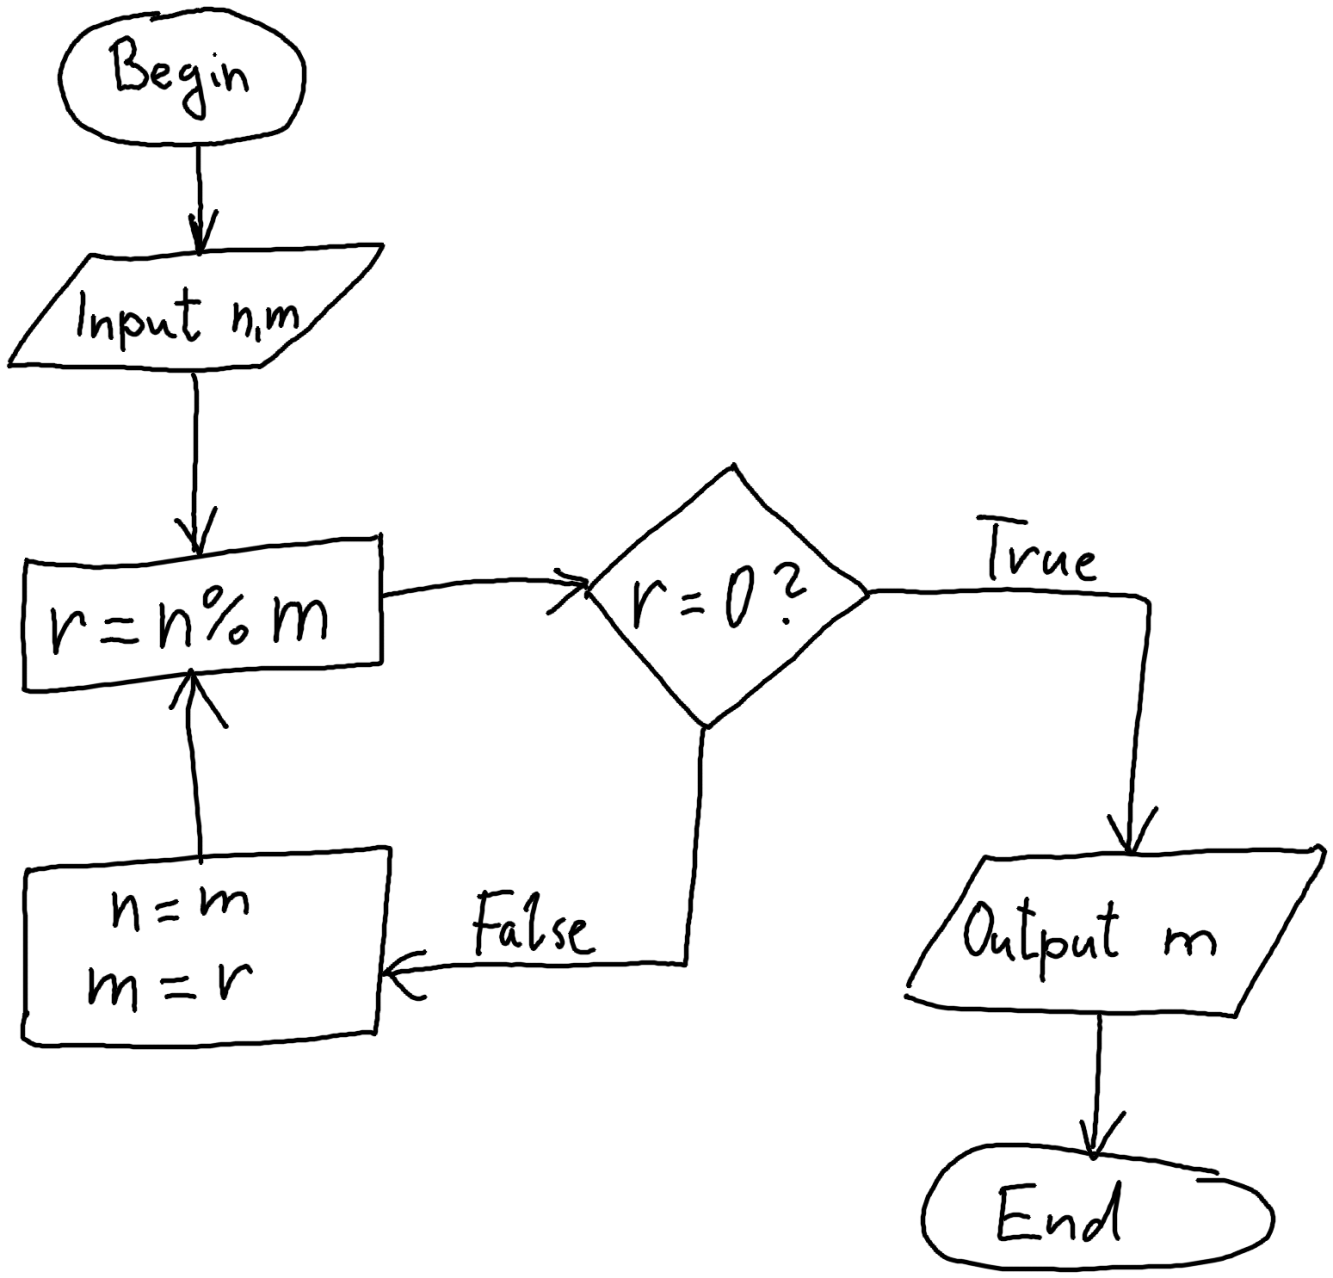 Begin
Input n,m
r=n%m
r=0?
True
False
n=m
m=r
Output m
End